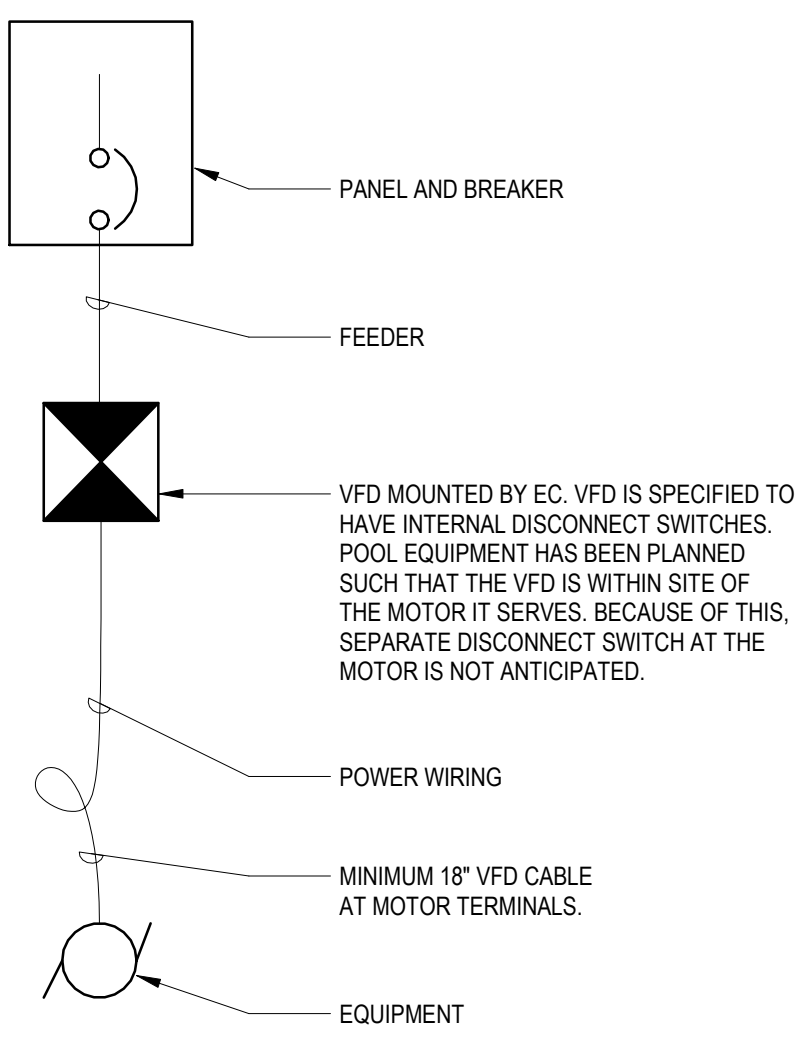 PANEL AND BREAKER
FEEDER
VFD MOUNTED BY EC. VFD IS SPECIFIED TO
HAVE INTERNAL DISCONNECT SWITCHES.
POOL EQUIPMENT HAS BEEN PLANNED
SUCH THAT THE VFD IS WITHIN SITE OF
THE MOTOR IT SERVES. BECAUSE OF THIS,
SEPARATE DISCONNECT SWITCH AT THE
MOTOR IS NOT ANTICIPATED.
POWER WIRING
MINIMUM 18" VFD CABLE
AT MOTOR TERMINALS.
EQUIPMENT